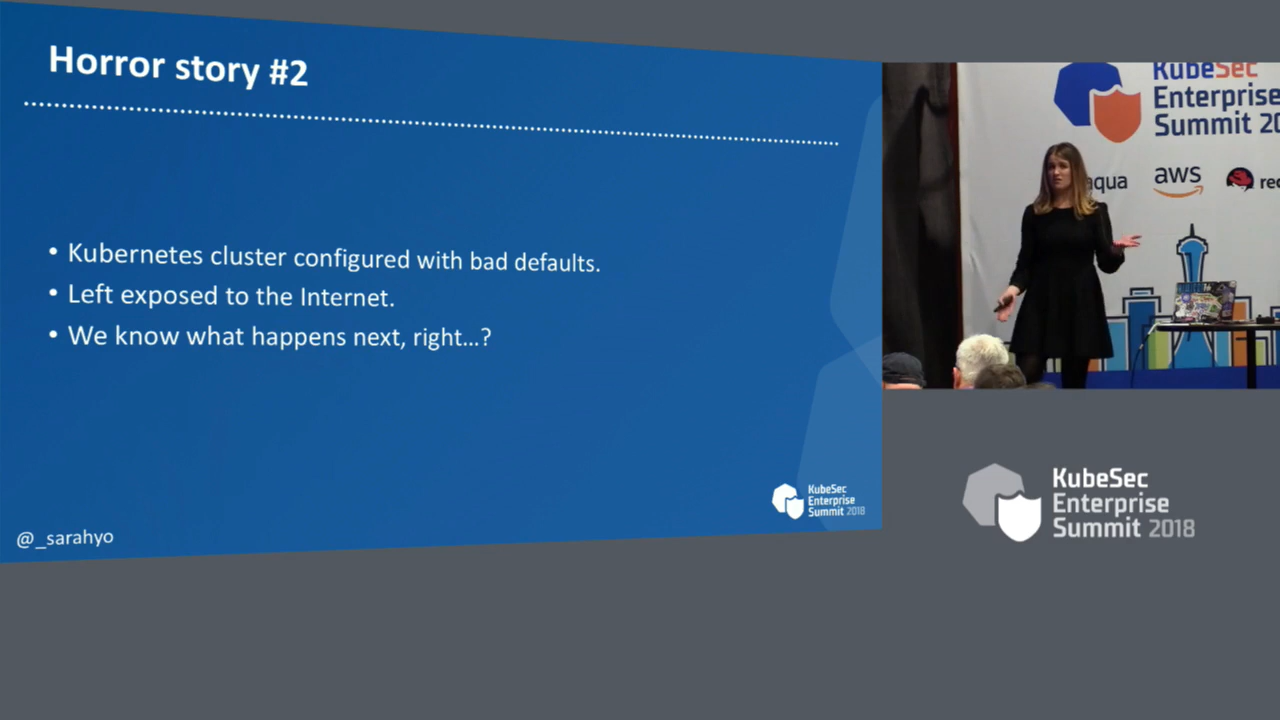 Horror story #2
• Kubernetes cluster configured with bad defaults.
• Left exposed to the Internet.
• We know what happens next, right...?
KubeSec
Enterprise
Summit 2018
@_sarahyo
KubeSec
Enterprise
Summit 20
aqua
aws
red
KubeSec
Enterprise
Summit 2018